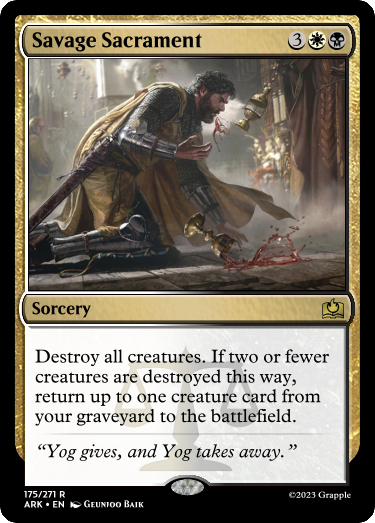 Savage Sacrament
3
Sorcery
Destroy all creatures. If two or fewer
creatures are destroyed this way,
return up to one creature card from
your graveyard to the battlefield.
“Yog gives, and Yog takes away.”
175/271 R
ARK • EN Geunjoo Baik
©2023 Grapple